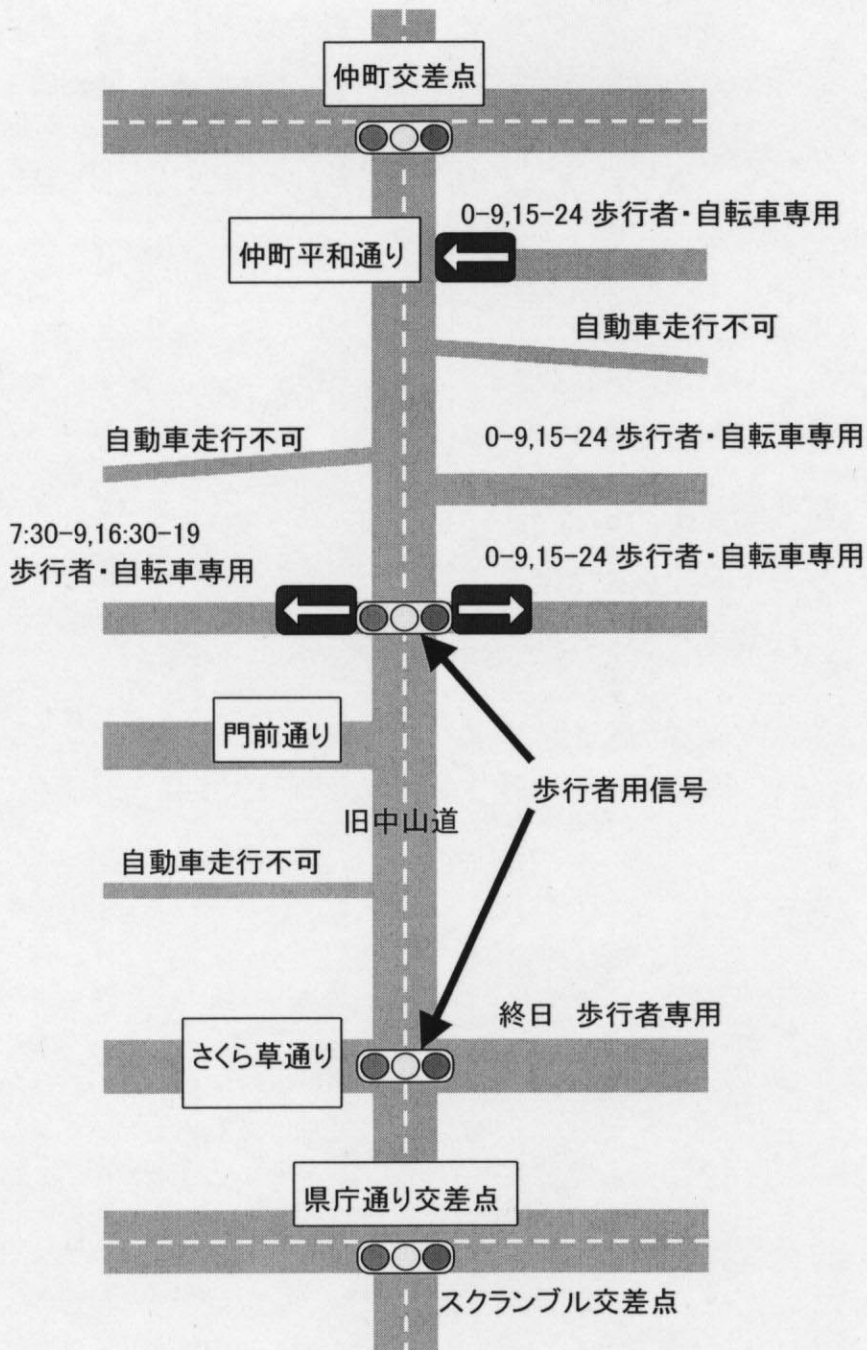 仲町交差点
0-9,15-24 歩行者・自転車専用
仲町平和通り
自動車走行不可
自動車走行不可
0-9,15-24 歩行者・自転車専用
7:30-9,16:30-19
歩行者・自転車専用
0-9,15-24 歩行者・自転車専用
門前通り
歩行者用信号
旧中山道
自動車走行不可
終日 歩行者専用
さくら草通り
県庁通り交差点
スクランブル交差点